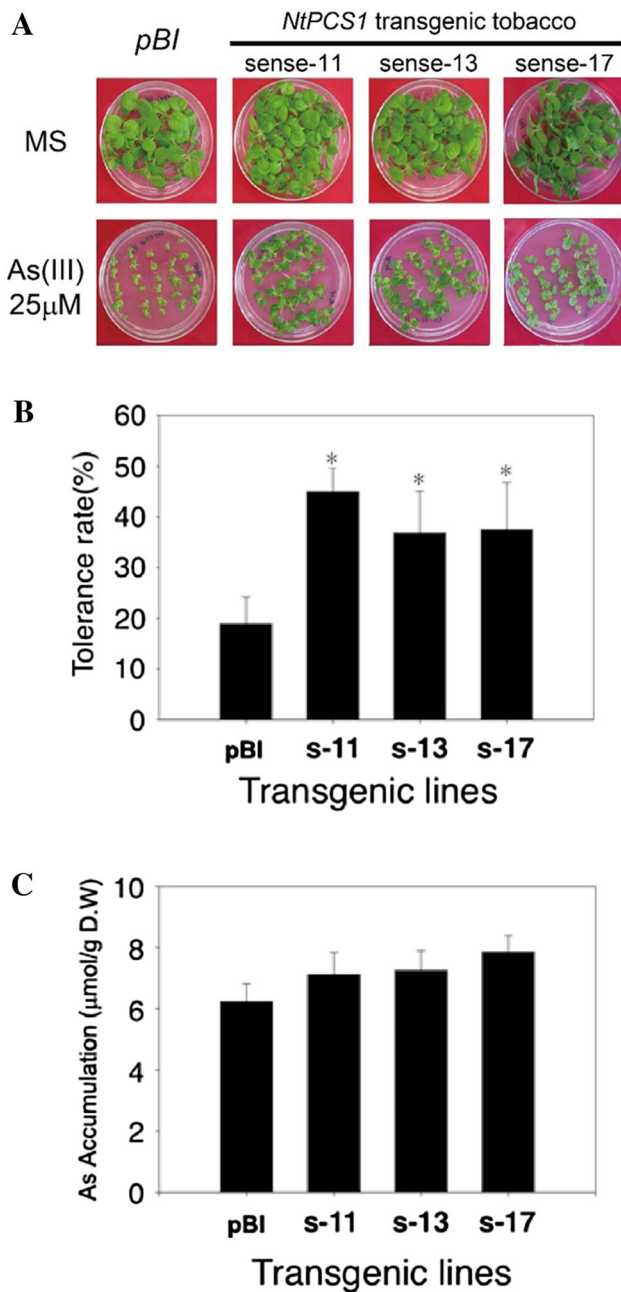 A
pBI
NtPCS1 transgenic tobacco
sense-11 sense-13 sense-17
MS
As(III)
25μM
B
60
50
40
30
20
10
0
Tolerance rate(%)
* * *
pBI s-11 s-13 s-17
Transgenic lines
C
10
8
6
4
2
0
As Accumulation (μmol/g D.W)
pBI s-11 s-13 s-17
Transgenic lines